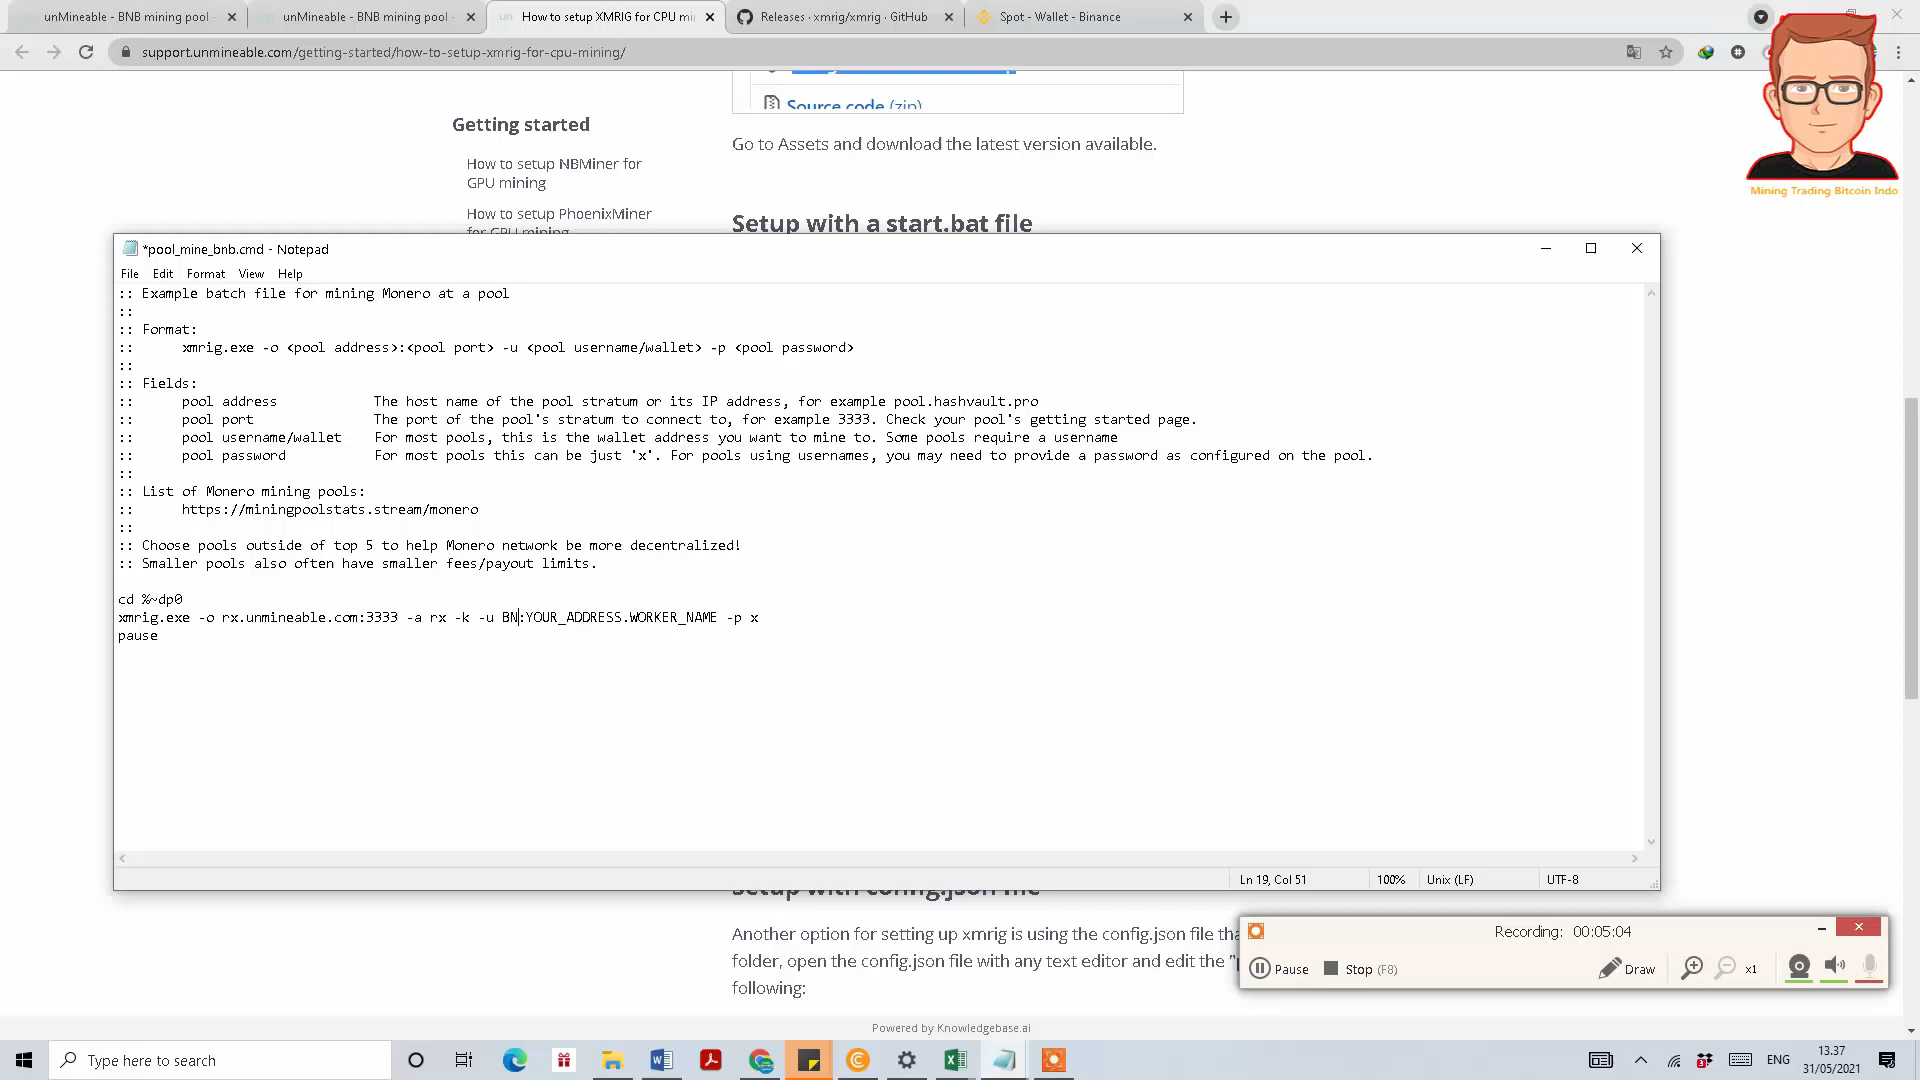 unMineable - BNB mining pool -
unMineable - BNB mining pool -
How to setup XMRIG for CPU mi
Releases · xmrig/xmrig · GitHub
Spot - Wallet - Binance
support.unmineable.com/getting-started/how-to-setup-xmrig-for-cpu-mining/
Source code (zip)
Getting started
Go to Assets and download the latest version available.
How to setup NBMiner for
GPU mining
How to setup PhoenixMiner
for GPU mining
Setup with a start.bat file
Mining Trading Bitcoin Indo
*pool_mine_bnb.cmd - Notepad
File Edit Format View Help
:: Example batch file for mining Monero at a pool
::
:: Format:
:: xmrig.exe -o <pool address>:<pool port> -u <pool username/wallet> -p <pool password>
::
:: Fields:
:: pool address The host name of the pool stratum or its IP address, for example pool.hashvault.pro
:: pool port The port of the pool's stratum to connect to, for example 3333. Check your pool's getting started page.
:: pool username/wallet For most pools, this is the wallet address you want to mine to. Some pools require a username
:: pool password For most pools this can be just 'x'. For pools using usernames, you may need to provide a password as configured on the pool.
::
:: List of Monero mining pools:
:: https://miningpoolstats.stream/monero
::
:: Choose pools outside of top 5 to help Monero network be more decentralized!
:: Smaller pools also often have smaller fees/payout limits.
cd %~dp0
xmrig.exe -o rx.unmineable.com:3333 -a rx -k -u BN:YOUR_ADDRESS.WORKER_NAME -p x
pause
Ln 19, Col 51
100%
Unix (LF)
UTF-8
Setup with config.json file
Another option for setting up xmrig is using the config.json file tha
folder, open the config.json file with any text editor and edit the "p
following:
Recording: 00:05:04
Pause
Stop (F8)
Draw
x1
Powered by Knowledgebase.ai
Type here to search
ENG
13.37
31/05/2021